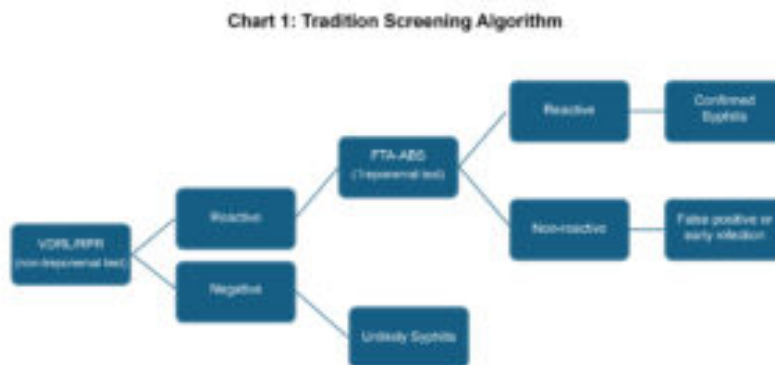 Chart 1: Tradition Screening Algorithm
VDRL/RPR
(non-treponemal test)
Reactive
Negative
Unlikely Syphilis
FTA-ABS
(Treponemal test)
Reactive
Confirmed
Syphilis
Non-reactive
False positive or
early infection